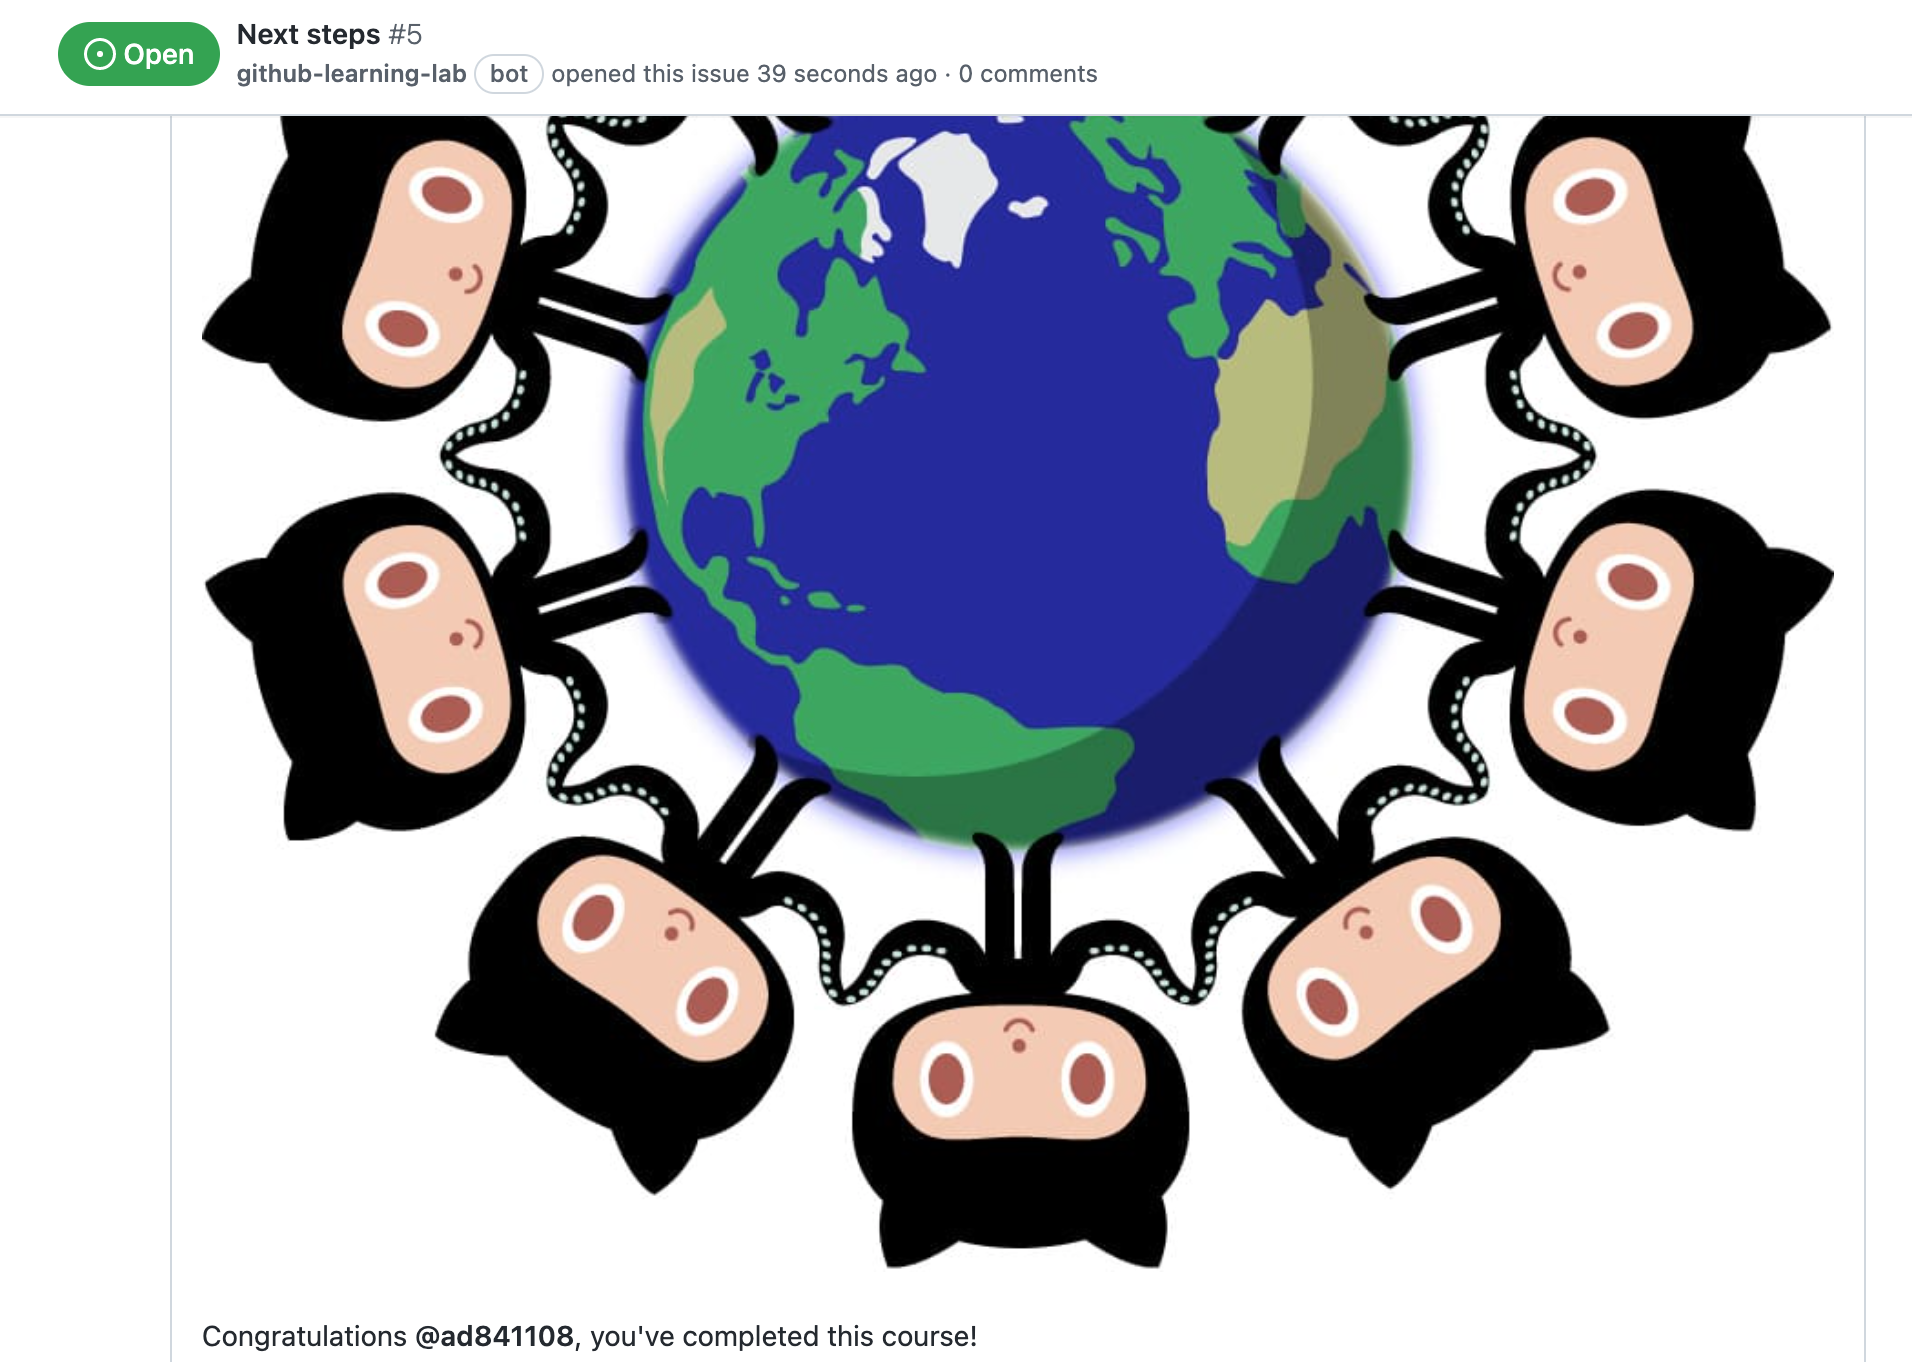 Open
Next steps #5
github-learning-lab bot opened this issue 39 seconds ago · 0 comments
Congratulations @ad841108, you've completed this course!